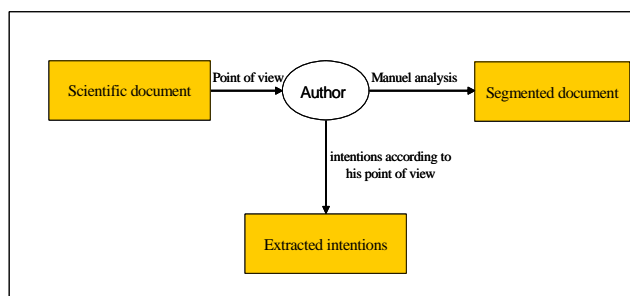 Point of view
Manuel analysis
Scientific document
Author
Segmented document
intentions according to
his point of view
Extracted intentions